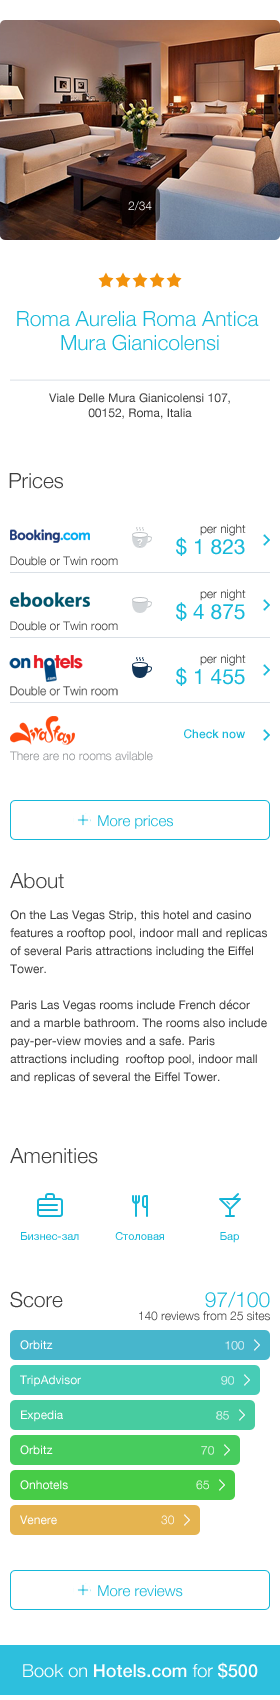 2/34
Roma Aurelia Roma Antica
Mura Gianicolensi
Viale Delle Mura Gianicolensi 107,
00152, Roma, Italia
Prices
Booking.com
per night
$ 1 823
Double or Twin room
ebookers
per night
$ 4 875
Double or Twin room
on hotels
per night
$ 1 455
Double or Twin room
Check now
There are no rooms avilable
+ More prices
About
On the Las Vegas Strip, this hotel and casino
features a rooftop pool, indoor mall and replicas
of several Paris attractions including the Eiffel
Tower.
Paris Las Vegas rooms include French décor
and a marble bathroom. The rooms also include
pay-per-view movies and a safe. Paris
attractions including rooftop pool, indoor mall
and replicas of several the Eiffel Tower.
Amenities
Бизнес-зал Столовая Бар
Score 97/100
140 reviews from 25 sites
Orbitz 100
TripAdvisor 90
Expedia 85
Orbitz 70
Onhotels 65
Venere 30
+ More reviews
Book on Hotels.com for $500